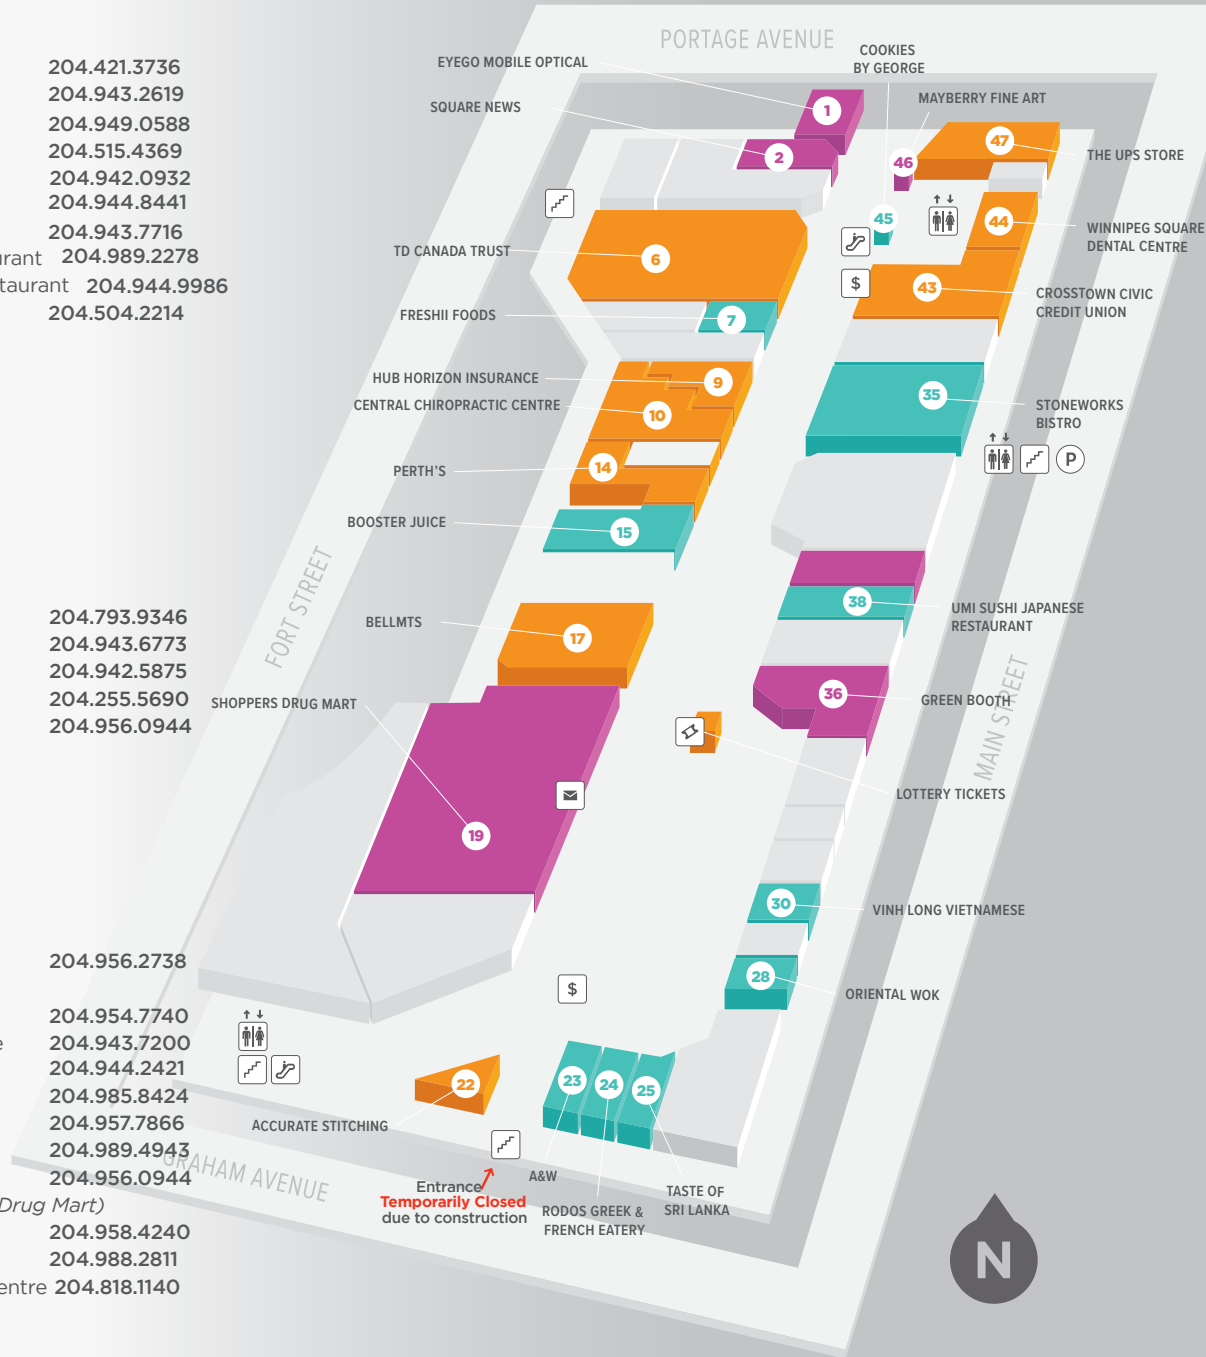 204.421.3736
204.943.2619
204.949.0588
204.515.4369
204.942.0932
204.944.8441
204.943.7716
urant 204.989.2278
taurant 204.944.9986
204.504.2214
204.793.9346
204.943.6773
204.942.5875
204.255.5690
204.956.0944
204.956.2738
204.954.7740
e 204.943.7200
204.944.2421
204.985.8424
204.957.7866
204.989.4943
204.956.0944
Drug Mart)
204.958.4240
204.988.2811
entre 204.818.1140
PORTAGE AVENUE
EYEGO MOBILE OPTICAL
1
SQUARE NEWS
2
COOKIES
BY GEORGE
45
MAYBERRY FINE ART
46
47
THE UPS STORE
44
WINNIPEG SQUARE
DENTAL CENTRE
TD CANADA TRUST
6
$
43
CROSSTOWN CIVIC
CREDIT UNION
FRESHII FOODS
7
HUB HORIZON INSURANCE
9
CENTRAL CHIROPRACTIC CENTRE
10
35
STONEWORKS
BISTRO
P
PERTH'S
14
BOOSTER JUICE
15
FORT STREET
38
UMI SUSHI JAPANESE
RESTAURANT
BELLMTS
17
SHOPPERS DRUG MART
19
36
GREEN BOOTH
MAIN STREET
LOTTERY TICKETS
30
VINH LONG VIETNAMESE
28
ORIENTAL WOK
$
22
ACCURATE STITCHING
23
24
25
GRAHAM AVENUE
Entrance
Temporarily Closed
due to construction
A&W
RODOS GREEK &
FRENCH EATERY
TASTE OF
SRI LANKA
N